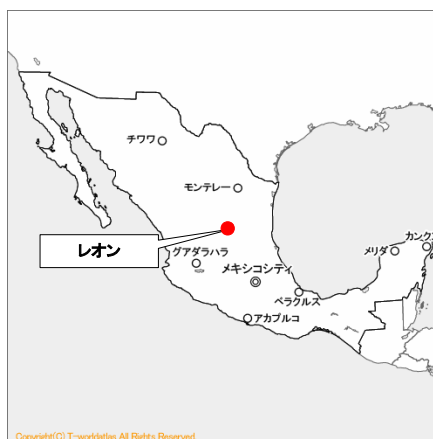 チワワ
モンテレー
レオン
グアダラハラ
メキシコシティ
メリダ
カンクン
ベラクルス
アカプルコ
Copyright(C) T-worldatlas All Rights Reserved